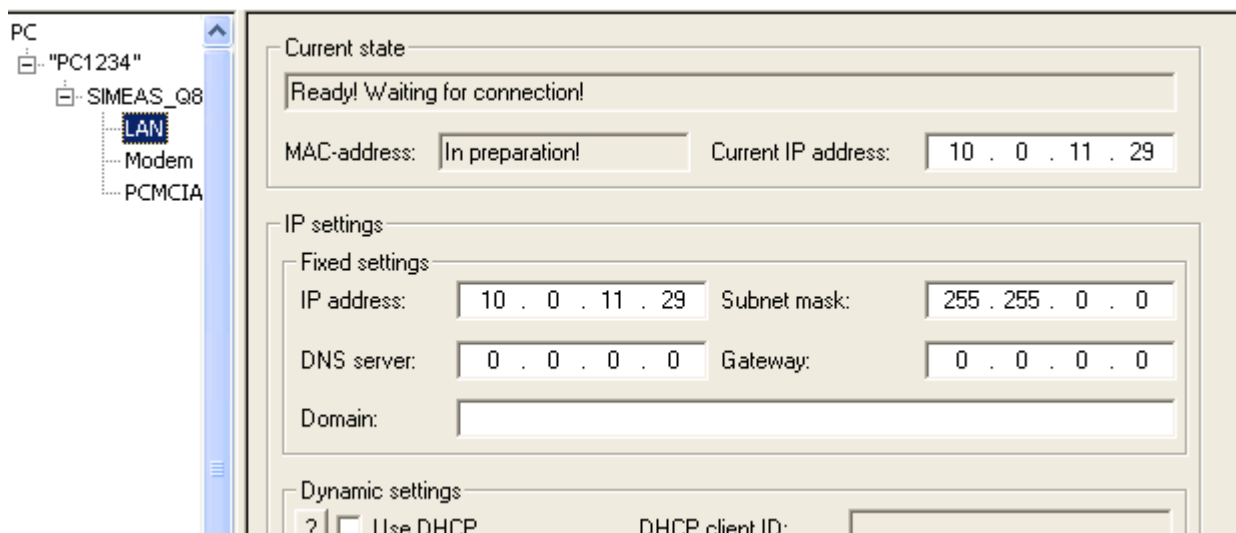 PC
"PC1234"
SIMEAS_Q8
LAN
Modem
PCMCIA
Current state
Ready! Waiting for connection!
MAC-address: In preparation! Current IP address: 10 . 0 . 11 . 29
IP settings
Fixed settings
IP address: 10 . 0 . 11 . 29 Subnet mask: 255 . 255 . 0 . 0
DNS server: 0 . 0 . 0 . 0 Gateway: 0 . 0 . 0 . 0
Domain:
Dynamic settings
? Use DHCP DHCP client ID: